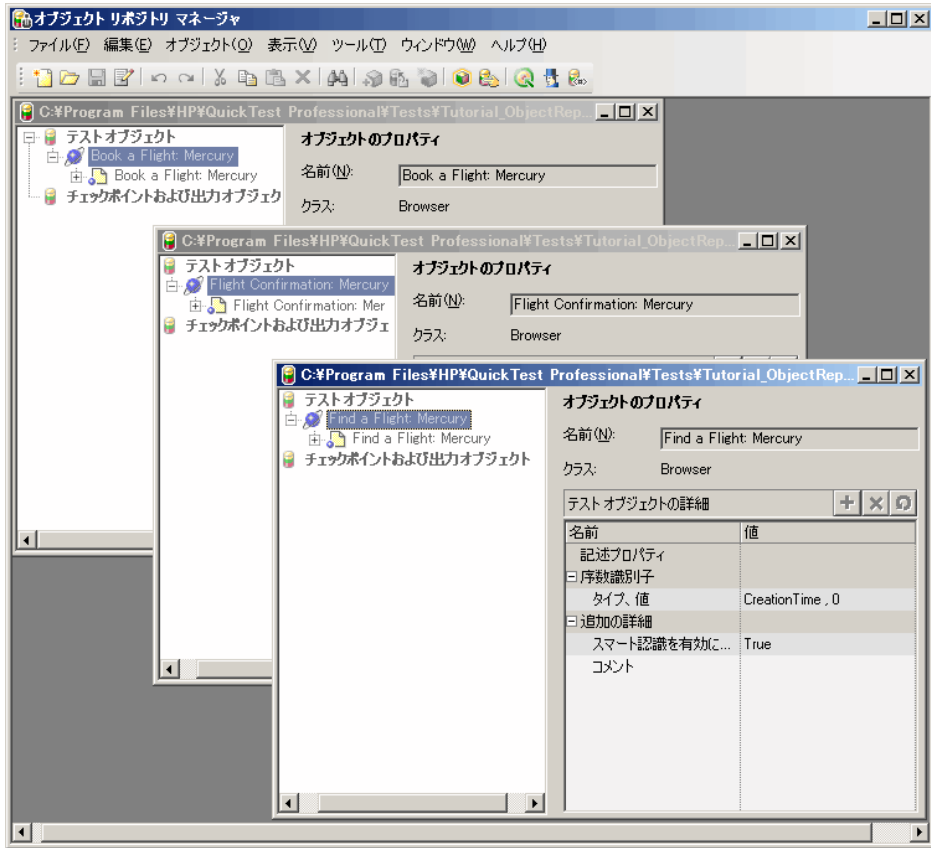 オブジェクト リポジトリ マネージャ
ファイル(F) 編集(E) オブジェクト(O) 表示(V) ツール(T) ウィンドウ(W) ヘルプ(H)
C:¥Program Files¥HP¥QuickTest Professional¥Tests¥Tutorial_ObjectRep...
テスト オブジェクト
Book a Flight: Mercury
Book a Flight: Mercury
チェックポイントおよび出力オブジェク
オブジェクトのプロパティ
名前(N): Book a Flight: Mercury
クラス: Browser
C:¥Program Files¥HP¥QuickTest Professional¥Tests¥Tutorial_ObjectRep...
テスト オブジェクト
Flight Confirmation: Mercury
Flight Confirmation: Mer
チェックポイントおよび出力オブジェ
オブジェクトのプロパティ
名前(N): Flight Confirmation: Mercury
クラス: Browser
C:¥Program Files¥HP¥QuickTest Professional¥Tests¥Tutorial_ObjectRep...
テスト オブジェクト
Find a Flight: Mercury
Find a Flight: Mercury
チェックポイントおよび出力オブジェクト
オブジェクトのプロパティ
名前(N): Find a Flight: Mercury
クラス: Browser
テスト オブジェクトの詳細
名前 値
記述プロパティ
序数識別子
タイプ、値 CreationTime , 0
追加の詳細
スマート認識を有効に... True
コメント